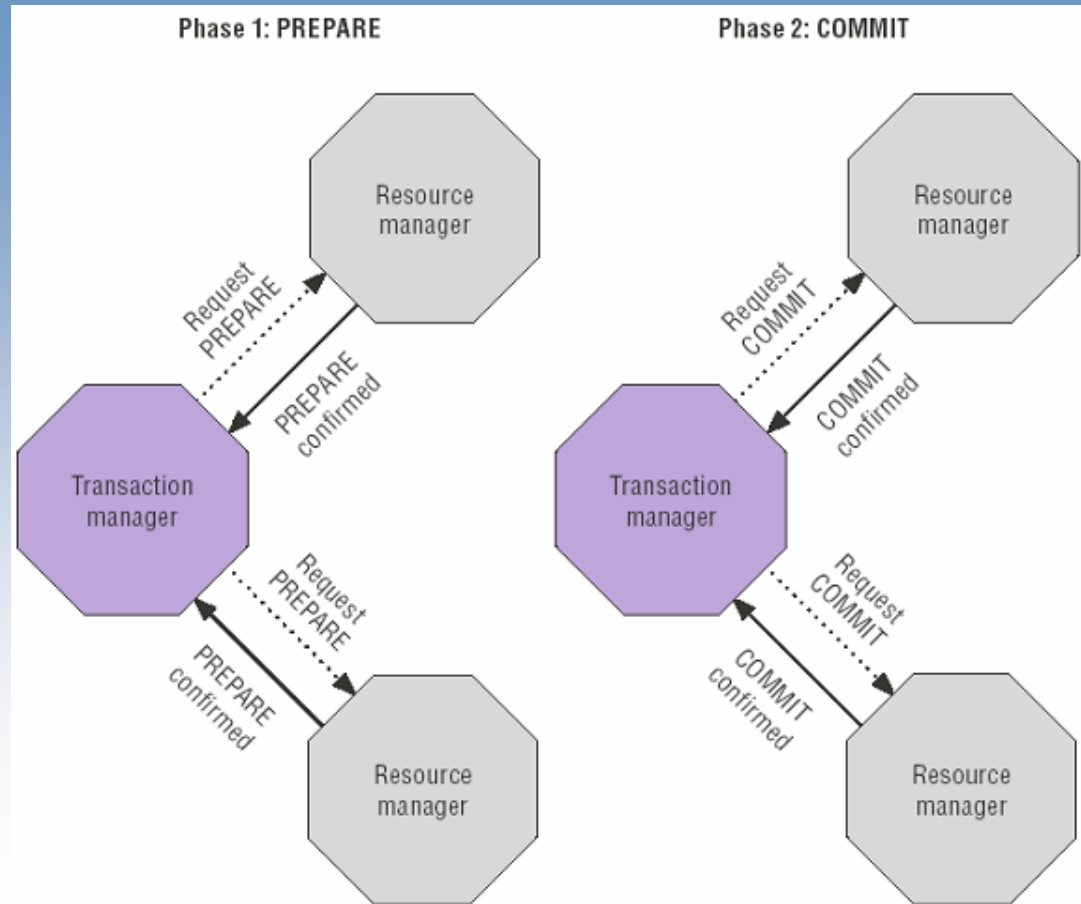 Phase 1: PREPARE
Resource
manager
Request
PREPARE
PREPARE
confirmed
Transaction
manager
Request
PREPARE
PREPARE
confirmed
Resource
manager
Phase 2: COMMIT
Resource
manager
Request
COMMIT
COMMIT
confirmed
Transaction
manager
Request
COMMIT
COMMIT
confirmed
Resource
manager